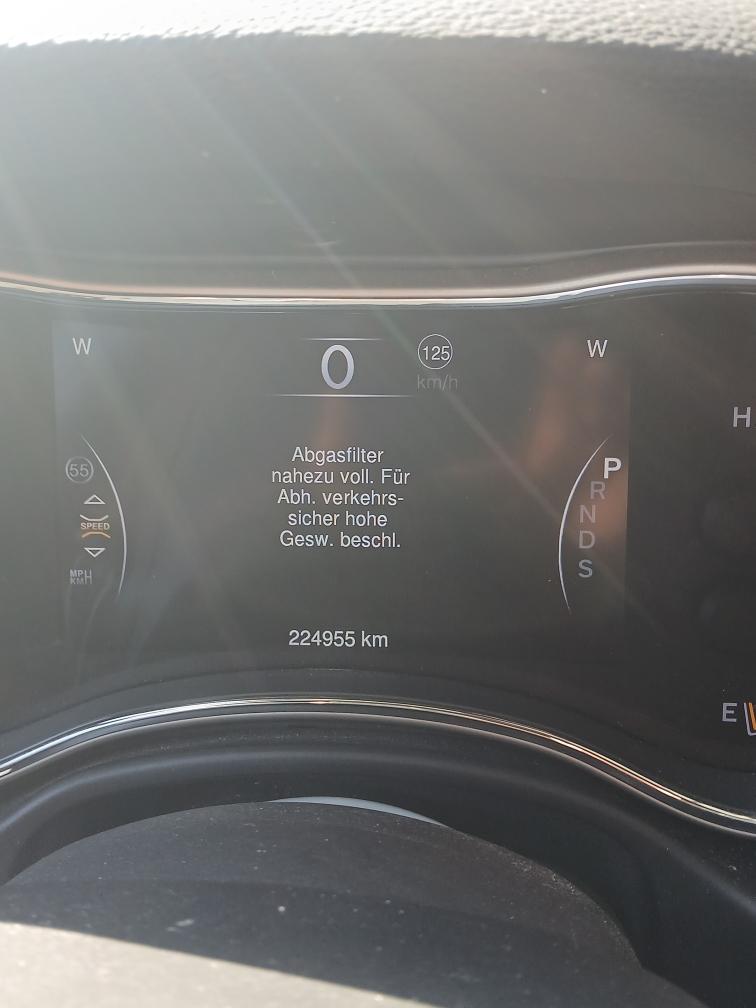 W
0
125
km/h
W
H
55
SPEED
MPH
KMH
Abgasfilter
nahezu voll. Für
Abh. verkehrs-
sicher hohe
Gesw. beschl.
P
R
N
D
S
224955 km
E